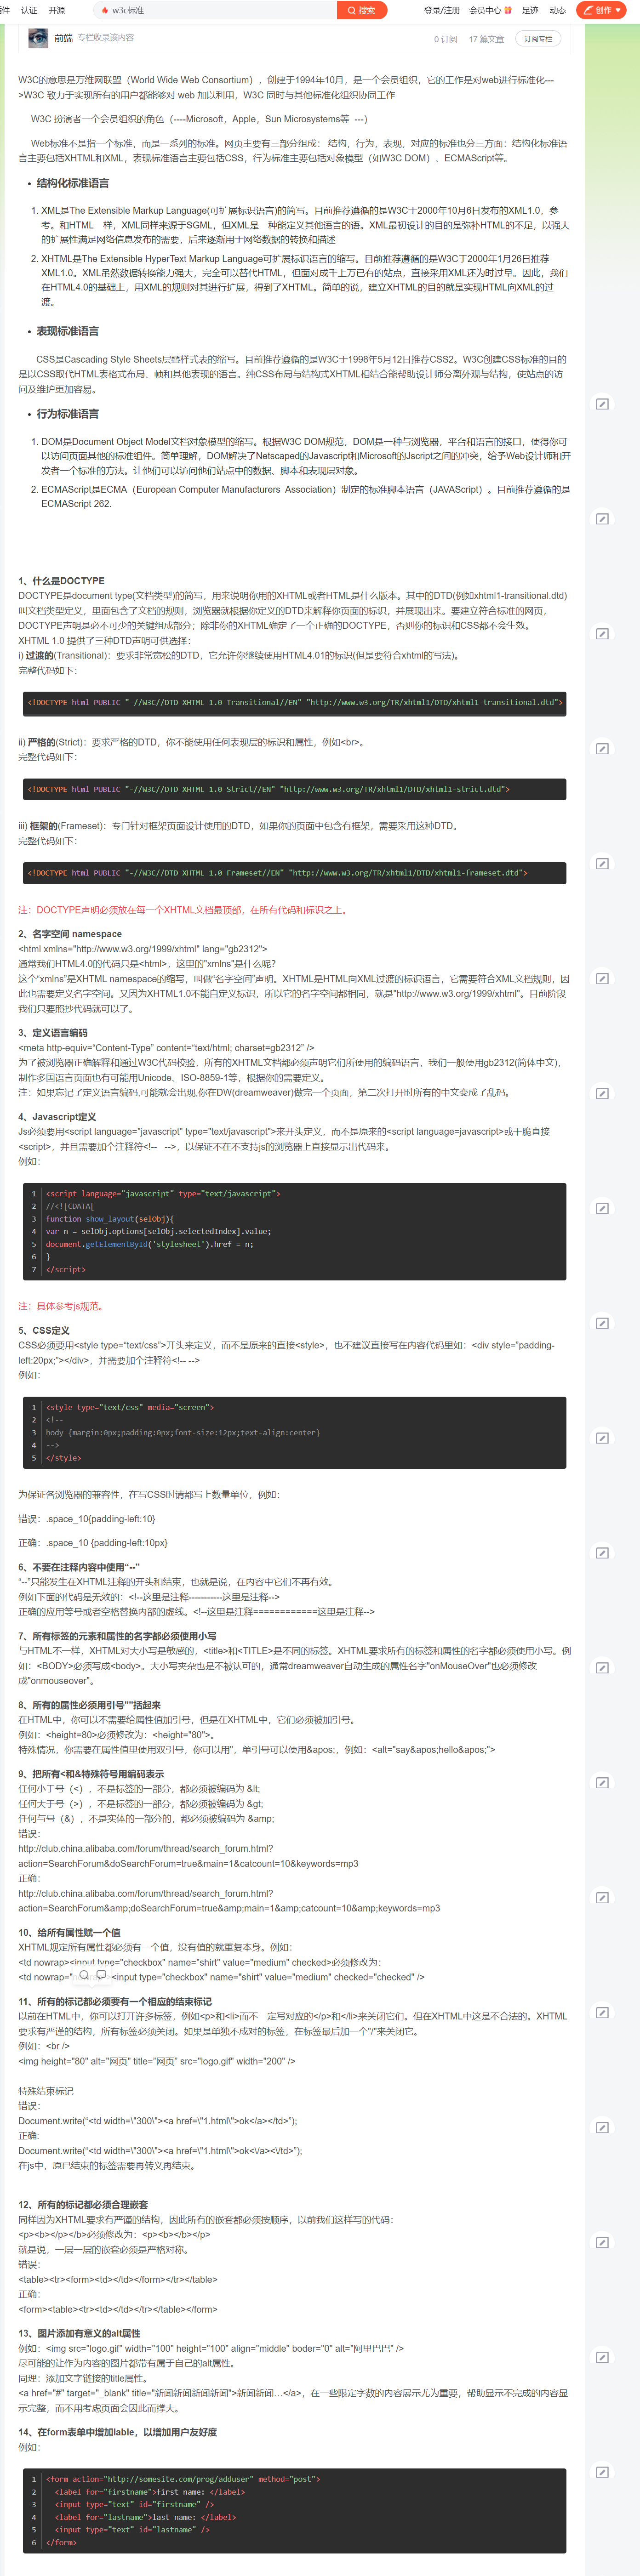 认证 开源 w3c标准 搜索 登录/注册 会员中心 足迹 动态 创作
前端 专栏收录该内容 0 订阅 17 篇文章 订阅专栏
W3C的意思是万维网联盟（World Wide Web Consortium），创建于1994年10月，是一个会员组织，它的工作是对web进行标准化---
>W3C 致力于实现所有的用户都能够对 web 加以利用，W3C 同时与其他标准化组织协同工作
W3C 扮演者一个会员组织的角色（----Microsoft，Apple，Sun Microsystems等 ---）
Web标准不是指一个标准，而是一系列的标准。网页主要有三部分组成： 结构，行为，表现，对应的标准也分三方面：结构化标准语
言主要包括XHTML和XML，表现标准语言主要包括CSS，行为标准主要包括对象模型（如W3C DOM）、ECMAScript等。
• 结构化标准语言
1. XML是The Extensible Markup Language(可扩展标识语言)的简写。目前推荐遵循的是W3C于2000年10月6日发布的XML1.0，参
考。和HTML一样，XML同样来源于SGML，但XML是一种能定义其他语言的语。XML最初设计的目的是弥补HTML的不足，以强大
的扩展性满足网络信息发布的需要，后来逐渐用于网络数据的转换和描述
2. XHTML是The Extensible HyperText Markup Language可扩展标识语言的缩写。目前推荐遵循的是W3C于2000年1月26日推荐
XML1.0。XML虽然数据转换能力强大，完全可以替代HTML，但面对成千上万已有的站点，直接采用XML还为时过早。因此，我们
在HTML4.0的基础上，用XML的规则对其进行扩展，得到了XHTML。简单的说，建立XHTML的目的就是实现HTML向XML的过
渡。
• 表现标准语言
CSS是Cascading Style Sheets层叠样式表的缩写。目前推荐遵循的是W3C于1998年5月12日推荐CSS2。W3C创建CSS标准的目的
是以CSS取代HTML表格式布局、帧和其他表现的语言。纯CSS布局与结构式XHTML相结合能帮助设计师分离外观与结构，使站点的访
问及维护更加容易。
• 行为标准语言
1. DOM是Document Object Model文档对象模型的缩写。根据W3C DOM规范，DOM是一种与浏览器，平台和语言的接口，使得你可
以访问页面其他的标准组件。简单理解，DOM解决了Netscaped的Javascript和Microsoft的Jscript之间的冲突，给予Web设计师和开
发者一个标准的方法。让他们可以访问他们站点中的数据、脚本和表现层对象。
2. ECMAScript是ECMA（European Computer Manufacturers Association）制定的标准脚本语言（JAVAScript）。目前推荐遵循的是
ECMAScript 262.
1、什么是DOCTYPE
DOCTYPE是document type(文档类型)的简写，用来说明你用的XHTML或者HTML是什么版本。其中的DTD(例如xhtml1-transitional.dtd)
叫文档类型定义，里面包含了文档的规则，浏览器就根据你定义的DTD来解释你页面的标识，并展现出来。要建立符合标准的网页，
DOCTYPE声明是必不可少的关键组成部分；除非你的XHTML确定了一个正确的DOCTYPE，否则你的标识和CSS都不会生效。
XHTML 1.0 提供了三种DTD声明可供选择：
i) 过渡的(Transitional)：要求非常宽松的DTD，它允许你继续使用HTML4.01的标识(但是要符合xhtml的写法)。
完整代码如下：
<!DOCTYPE html PUBLIC "-//W3C//DTD XHTML 1.0 Transitional//EN" "http://www.w3.org/TR/xhtml1/DTD/xhtml1-transitional.dtd">
ii) 严格的(Strict)：要求严格的DTD，你不能使用任何表现层的标识和属性，例如<br>。
完整代码如下：
<!DOCTYPE html PUBLIC "-//W3C//DTD XHTML 1.0 Strict//EN" "http://www.w3.org/TR/xhtml1/DTD/xhtml1-strict.dtd">
iii) 框架的(Frameset)：专门针对框架页面设计使用的DTD，如果你的页面中包含有框架，需要采用这种DTD。
完整代码如下：
<!DOCTYPE html PUBLIC "-//W3C//DTD XHTML 1.0 Frameset//EN" "http://www.w3.org/TR/xhtml1/DTD/xhtml1-frameset.dtd">
注：DOCTYPE声明必须放在每一个XHTML文档最顶部，在所有代码和标识之上。
2、名字空间 namespace
<html xmlns="http://www.w3.org/1999/xhtml" lang="gb2312">
通常我们HTML4.0的代码只是<html>，这里的"xmlns"是什么呢？
这个“xmlns”是XHTML namespace的缩写，叫做“名字空间”声明。XHTML是HTML向XML过渡的标识语言，它需要符合XML文档规则，因
此也需要定义名字空间。又因为XHTML1.0不能自定义标识，所以它的名字空间都相同，就是"http://www.w3.org/1999/xhtml"。目前阶段
我们只要照抄代码就可以了。
3、定义语言编码
<meta http-equiv=“Content-Type” content=“text/html; charset=gb2312” />
为了被浏览器正确解释和通过W3C代码校验，所有的XHTML文档都必须声明它们所使用的编码语言，我们一般使用gb2312(简体中文)，
制作多国语言页面也有可能用Unicode、ISO-8859-1等，根据你的需要定义。
注：如果忘记了定义语言编码,可能就会出现,你在DW(dreamweaver)做完一个页面，第二次打开时所有的中文变成了乱码。
4、Javascript定义
Js必须要用<script language="javascript" type="text/javascript">来开头定义，而不是原来的<script language=javascript>或干脆直接
<script>，并目需要加个注释符<!-- -->，以保证不在不支持js的浏览器上直接显示出代码来。
例如：
1 <script language="javascript" type="text/javascript">
2 //<![CDATA[
3 function show_layout(selObj){
4 var n = selObj.options[selObj.selectedIndex].value;
5 document.getElementById('stylesheet').href = n;
6 }
7 </script>
注：具体参考js规范。
5、CSS定义
CSS必须要用<style type=“text/css”>开头来定义，而不是原来的直接<style>，也不建议直接写在内容代码里如：<div style=”padding-
left:20px;”></div>，并需要加个注释符<!-- -->
例如：
1 <style type="text/css" media="screen">
2 <!--
3 body {margin:0px;padding:0px;font-size:12px;text-align:center}
4 -->
5 </style>
为保证各浏览器的兼容性，在写CSS时请都写上数量单位，例如：
错误：.space_10{padding-left:10}
正确：.space_10 {padding-left:10px}
6、不要在注释内容中使用“--”
“--”只能发生在XHTML注释的开头和结束，也就是说，在内容中它们不再有效。
例如下面的代码是无效的：<!--这里是注释-----------这里是注释-->
正确的应用等号或者空格替换内部的虚线。<!--这里是注释============这里是注释-->
7、所有标签的元素和属性的名字都必须使用小写
与HTML不一样，XHTML对大小写是敏感的，<title>和<TITLE>是不同的标签。XHTML要求所有的标签和属性的名字都必须使用小写。例
如：<BODY>必须写成<body>。大小写夹杂也是不被认可的，通常dreamweaver自动生成的属性名字"onMouseOver"也必须修改
成"onmouseover"。
8、所有的属性必须用引号""括起来
在HTML中，你可以不需要给属性值加引号，但是在XHTML中，它们必须被加引号。
例如：<height=80>必须修改为：<height="80">。
特殊情况，你需要在属性值里使用双引号，你可以用"，单引号可以使用&apos;，例如：<alt="say&apos;hello&apos;">
9、把所有<和&特殊符号用编码表示
任何小于号（<），不是标签的一部分，都必须被编码为 &lt;
任何大于号（>），不是标签的一部分，都必须被编码为 &gt;
任何与号（&），不是实体的一部分的，都必须被编码为 &amp;
错误：
http://club.china.alibaba.com/forum/thread/search_forum.html?
action=SearchForum&doSearchForum=true&main=1&catcount=10&keywords=mp3
正确：
http://club.china.alibaba.com/forum/thread/search_forum.html?
action=SearchForum&amp;doSearchForum=true&amp;main=1&amp;catcount=10&amp;keywords=mp3
10、给所有属性赋一个值
XHTML规定所有属性都必须有一个值，没有值的就重复本身。例如：
<td nowrap><input type="checkbox" name="shirt" value="medium" checked>必须修改为：
<td nowrap=" <input type="checkbox" name="shirt" value="medium" checked="checked" />
11、所有的标记都必须要有一个相应的结束标记
以前在HTML中，你可以打开许多标签，例如<p>和<li>而不一定写对应的</p>和</li>来关闭它们。但在XHTML中这是不合法的。XHTML
要求有严谨的结构，所有标签必须关闭。如果是单独不成对的标签，在标签最后加一个"/"来关闭它。
例如：<br />
<img height="80" alt="网页" title="网页" src="logo.gif" width="200" />
特殊结束标记
错误：
Document.write(“<td width=\"300\"><a href=\"1.html\">ok</a></td>”);
正确:
Document.write(“<td width=\"300\"><a href=\"1.html\">ok<\/a><\/td>”);
在js中，原已结束的标签需要再转义再结束。
12、所有的标记都必须合理嵌套
同样因为XHTML要求有严谨的结构，因此所有的嵌套都必须按顺序，以前我们这样写的代码：
<p><b></p></b>必须修改为：<p><b></b></p>
就是说，一层一层的嵌套必须是严格对称。
错误：
<table><tr><form><td></td></form></tr></table>
正确：
<form><table><tr><td></td></tr></table></form>
13、图片添加有意义的alt属性
例如：<img src="logo.gif" width="100" height="100" align="middle" boder="0" alt="阿里巴巴" />
尽可能的让作为内容的图片都带有属于自己的alt属性。
同理：添加文字链接的title属性。
<a href="#" target="_blank" title="新闻新闻新闻新闻">新闻新闻…</a>，在一些限定字数的内容展示尤为重要，帮助显示不完成的内容显
示完整，而不用考虑页面会因此而撑大。
14、在form表单中增加lable，以增加用户友好度
例如：
1 <form action="http://somesite.com/prog/adduser" method="post">
2 <label for="firstname">first name: </label>
3 <input type="text" id="firstname" />
4 <label for="lastname">last name: </label>
5 <input type="text" id="lastname" />
6 </form>